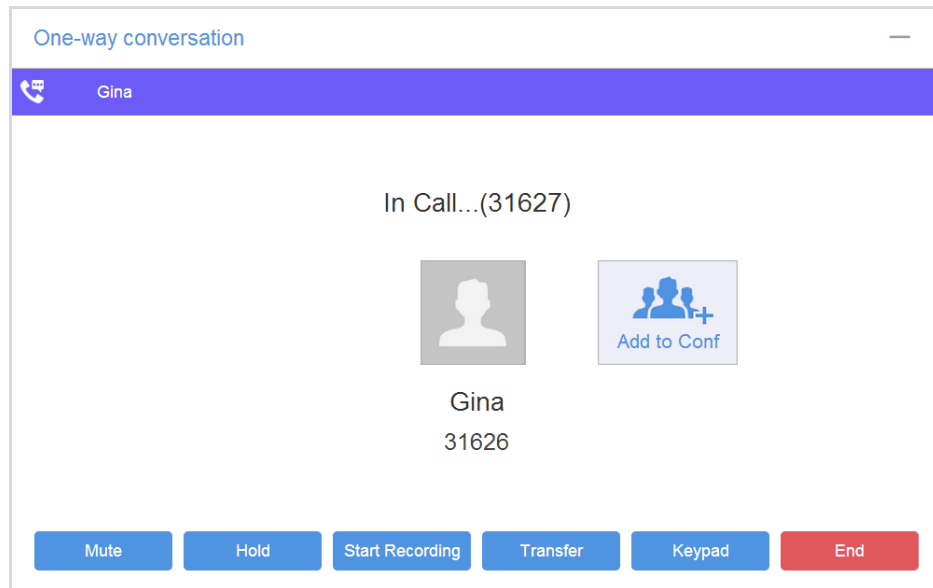 One-way conversation
Gina
In Call...(31627)
Add to Conf
Gina
31626
Mute Hold Start Recording Transfer Keypad End